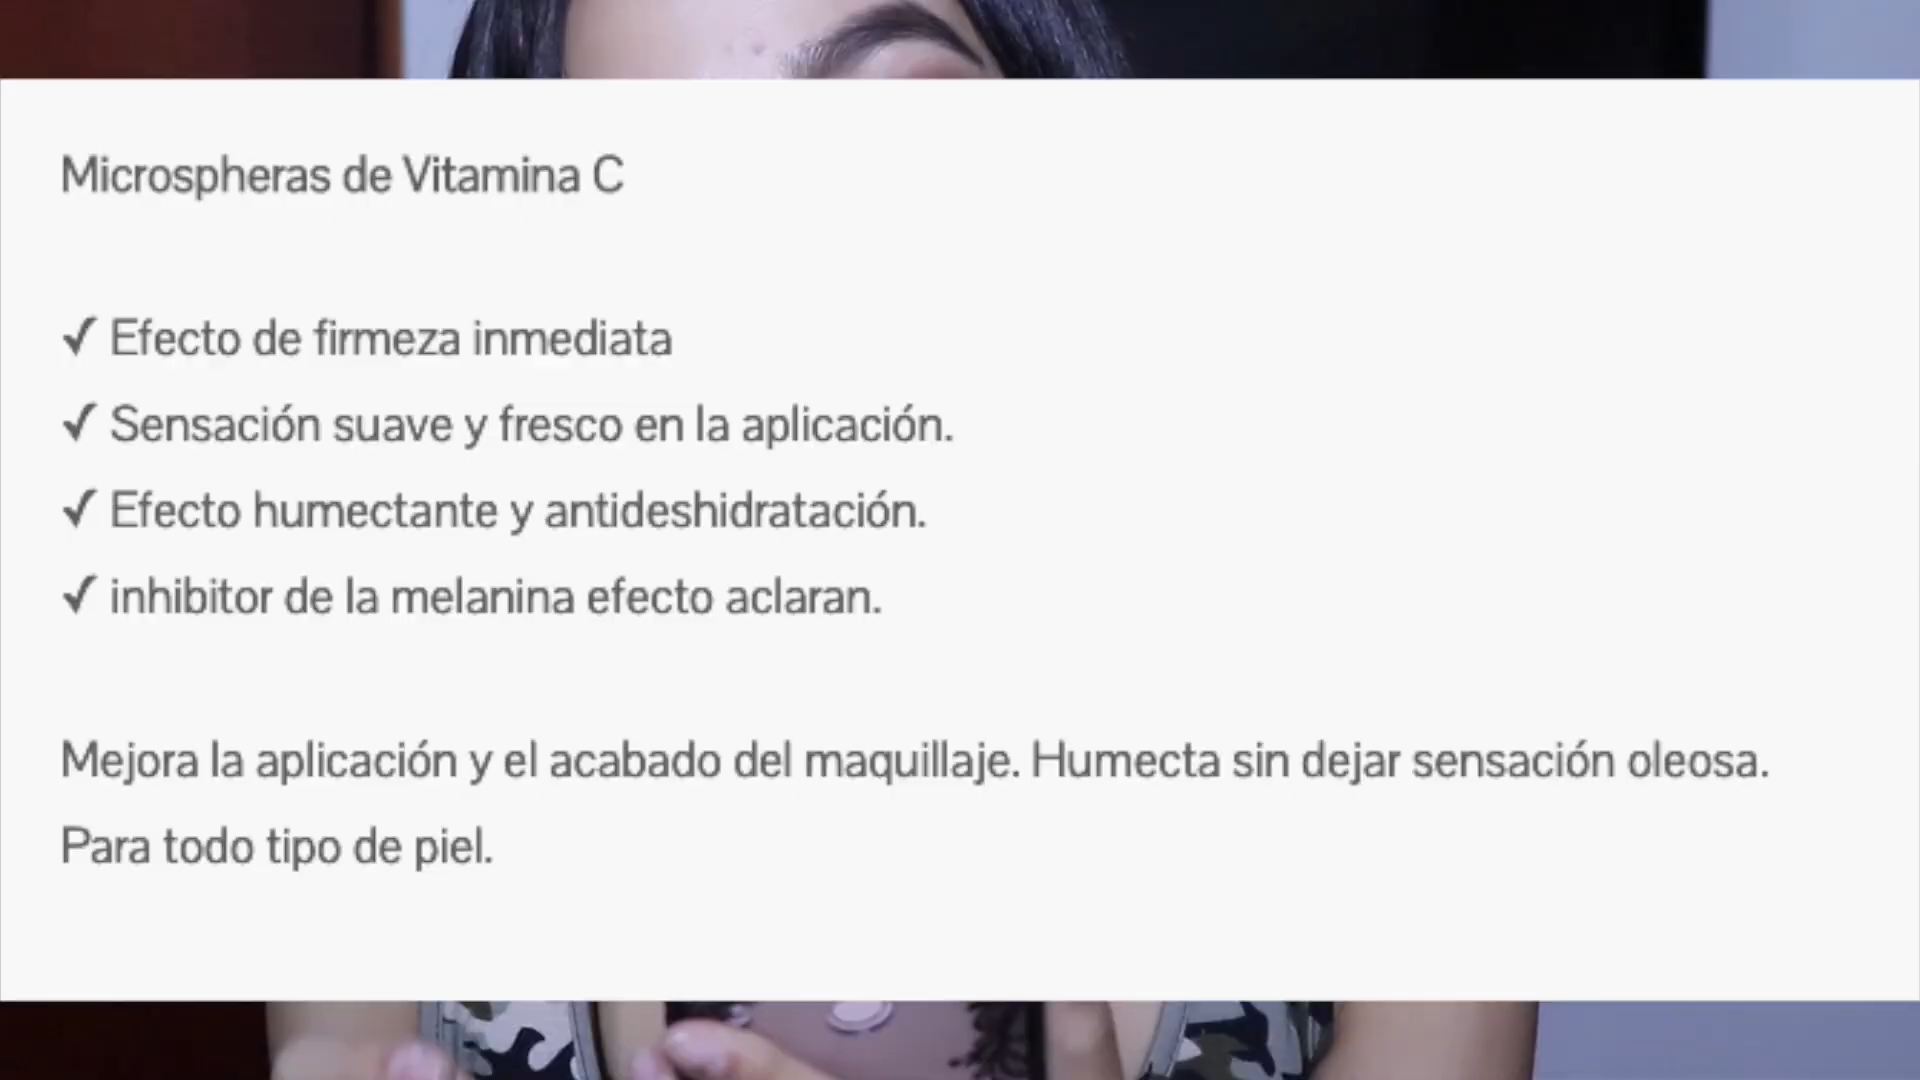 Microspheras de Vitamina C
✓ Efecto de firmeza inmediata
✓ Sensación suave y fresco en la aplicación.
✓ Efecto humectante y antideshidratación.
✓ inhibitor de la melanina efecto aclaran.
Mejora la aplicación y el acabado del maquillaje. Humecta sin dejar sensación oleosa.
Para todo tipo de piel.